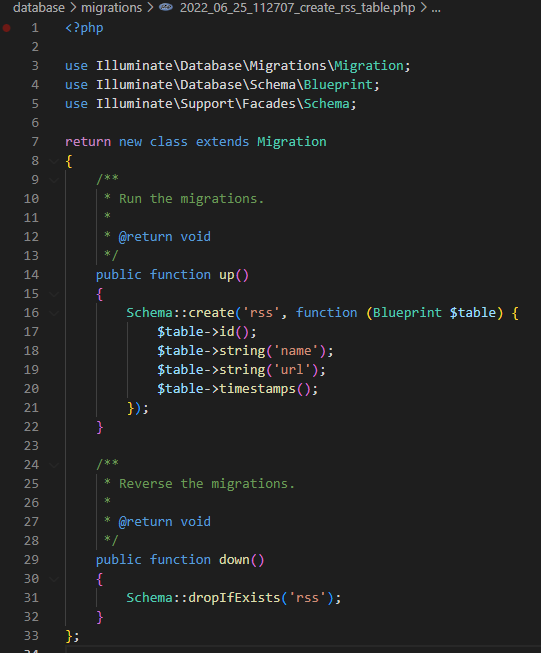 database > migrations > 2022_06_25_112707_create_rss_table.php > ...
1 <?php
2
3 use Illuminate\Database\Migrations\Migration;
4 use Illuminate\Database\Schema\Blueprint;
5 use Illuminate\Support\Facades\Schema;
6
7 return new class extends Migration
8 {
9     /**
10      * Run the migrations.
11      *
12      * @return void
13      */
14     public function up()
15     {
16         Schema::create('rss', function (Blueprint $table) {
17             $table->id();
18             $table->string('name');
19             $table->string('url');
20             $table->timestamps();
21         });
22     }
23
24     /**
25      * Reverse the migrations.
26      *
27      * @return void
28      */
29     public function down()
30     {
31         Schema::dropIfExists('rss');
32     }
33 };
34